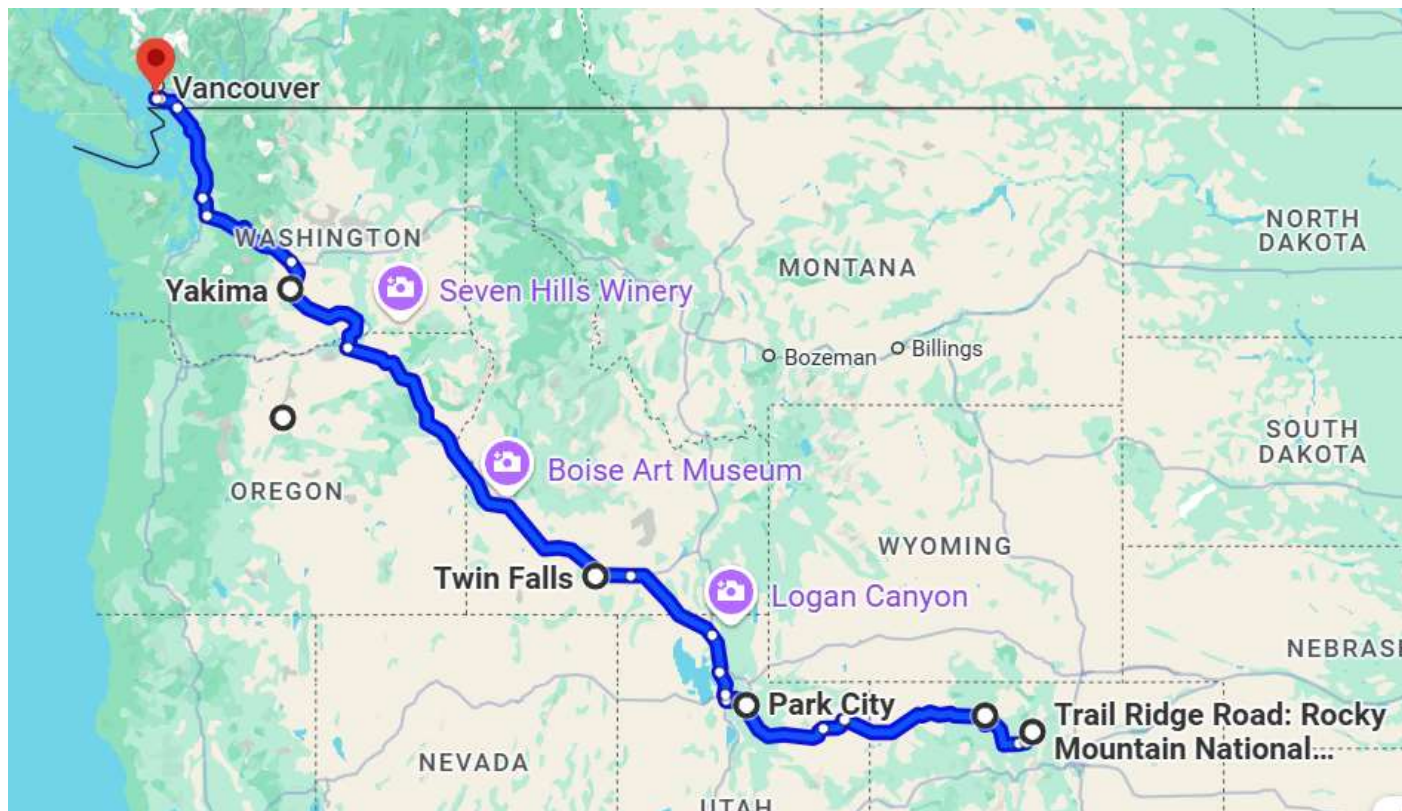 Vancouver
WASHINGTON
NORTH
DAKOTA
MONTANA
Yakima
Seven Hills Winery
Bozeman
Billings
SOUTH
DAKOTA
Boise Art Museum
OREGON
WYOMING
Twin Falls
Logan Canyon
NEBRASI
Park City
Trail Ridge Road: Rocky
Mountain National...
NEVADA
UTAH